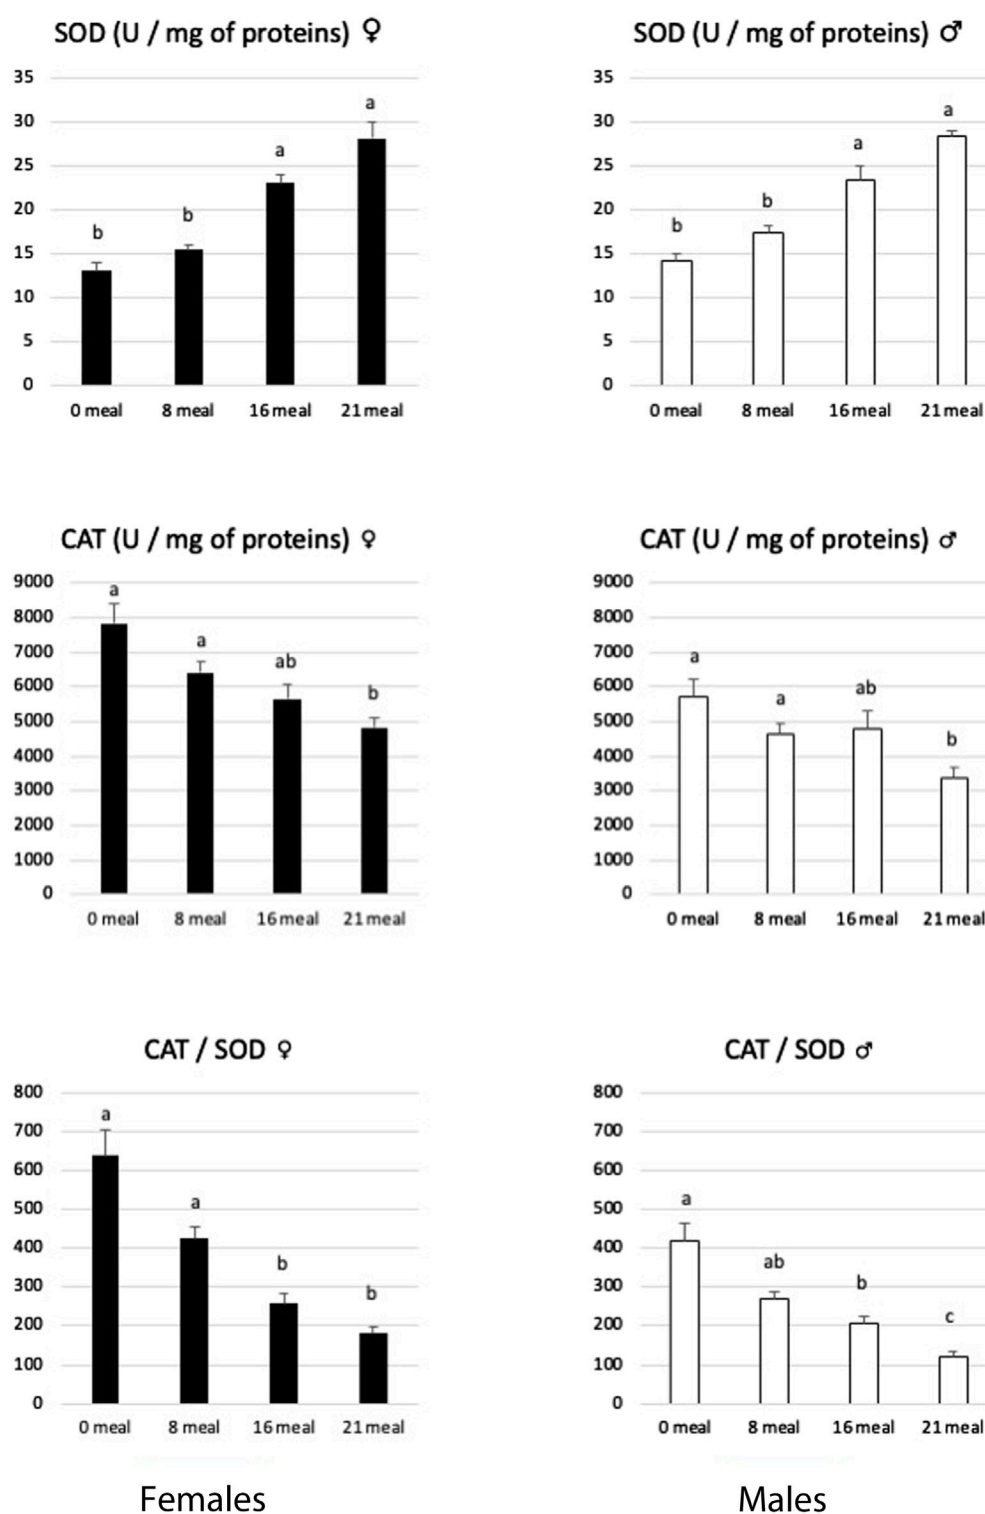 SOD (U / mg of proteins) ♀
35
30
25
20
15
10
5
0
b
b
a
a
0 meal 8 meal 16 meal 21 meal
SOD (U / mg of proteins) ♂
35
30
25
20
15
10
5
0
b
b
a
a
0 meal 8 meal 16 meal 21 meal
CAT (U / mg of proteins) ♀
9000
8000
7000
6000
5000
4000
3000
2000
1000
0
a
a
ab
b
0 meal 8 meal 16 meal 21 meal
CAT (U / mg of proteins) ♂
9000
8000
7000
6000
5000
4000
3000
2000
1000
0
a
a
ab
b
0 meal 8 meal 16 meal 21 meal
CAT / SOD ♀
800
700
600
500
400
300
200
100
0
a
a
b
b
0 meal 8 meal 16 meal 21 meal
CAT / SOD ♂
800
700
600
500
400
300
200
100
0
a
ab
b
c
0 meal 8 meal 16 meal 21 meal
Females
Males